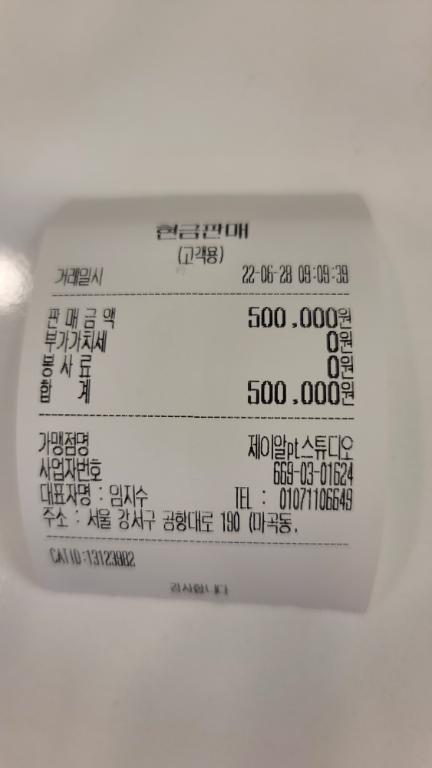 현금판매
(고객용)
거래일시 22-06-28 09:09:39
판 매 금 액 500,000원
부가가치세 0원
봉 사 료 0원
합 계 500,000원
가맹점명 제이알pt스튜디오
사업자번호 669-03-01624
대표자명 : 임지수 TEL : 01071106649
주소 : 서울 강서구 공항대로 190 (마곡동,
CATID:13123982
감사합니다